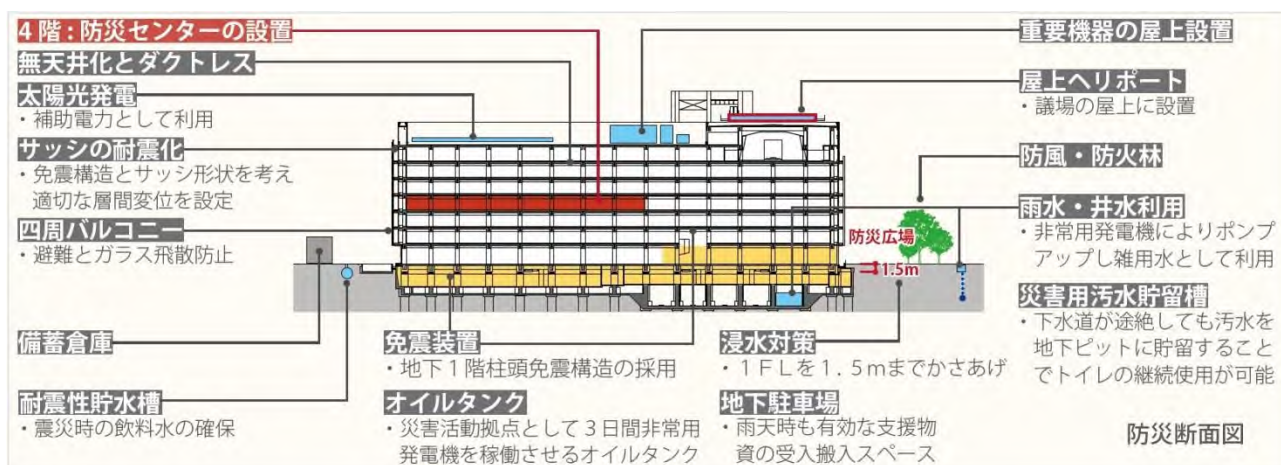 4階:防災センターの設置
無天井化とダクトレス
太陽光発電
・補助電力として利用
サッシの耐震化
・免震構造とサッシ形状を考え
適切な層間変位を設定
四周バルコニー
・避難とガラス飛散防止
備蓄倉庫
耐震性貯水槽
・震災時の飲料水の確保
免震装置
・地下1階柱頭免震構造の採用
オイルタンク
・災害活動拠点として3日間非常用
発電機を稼働させるオイルタンク
防災広場
1.5m
浸水対策
・1FLを1.5mまでかさあげ
地下駐車場
・雨天時も有効な支援物
資の受入搬入スペース
重要機器の屋上設置
屋上ヘリポート
・議場の屋上に設置
防風・防火林
雨水・井水利用
・非常用発電機によりポンプ
アップし雑用水として利用
災害用汚水貯留槽
・下水道が途絶しても汚水を
地下ピットに貯留すること
でトイレの継続使用が可能
防災断面図